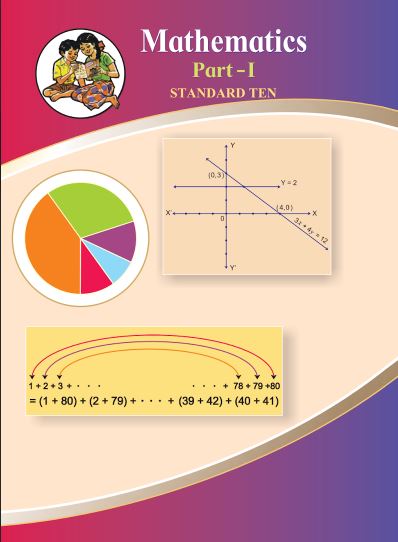 Mathematics
Part - I
STANDARD TEN
Y
(0,3)
Y = 2
(4,0)
X'
0
X
3x + 4y = 12
Y'
1 + 2 + 3 + · · · · · · · + 78 + 79 +80
= (1 + 80) + (2 + 79) + · · · + (39 + 42) + (40 + 41)